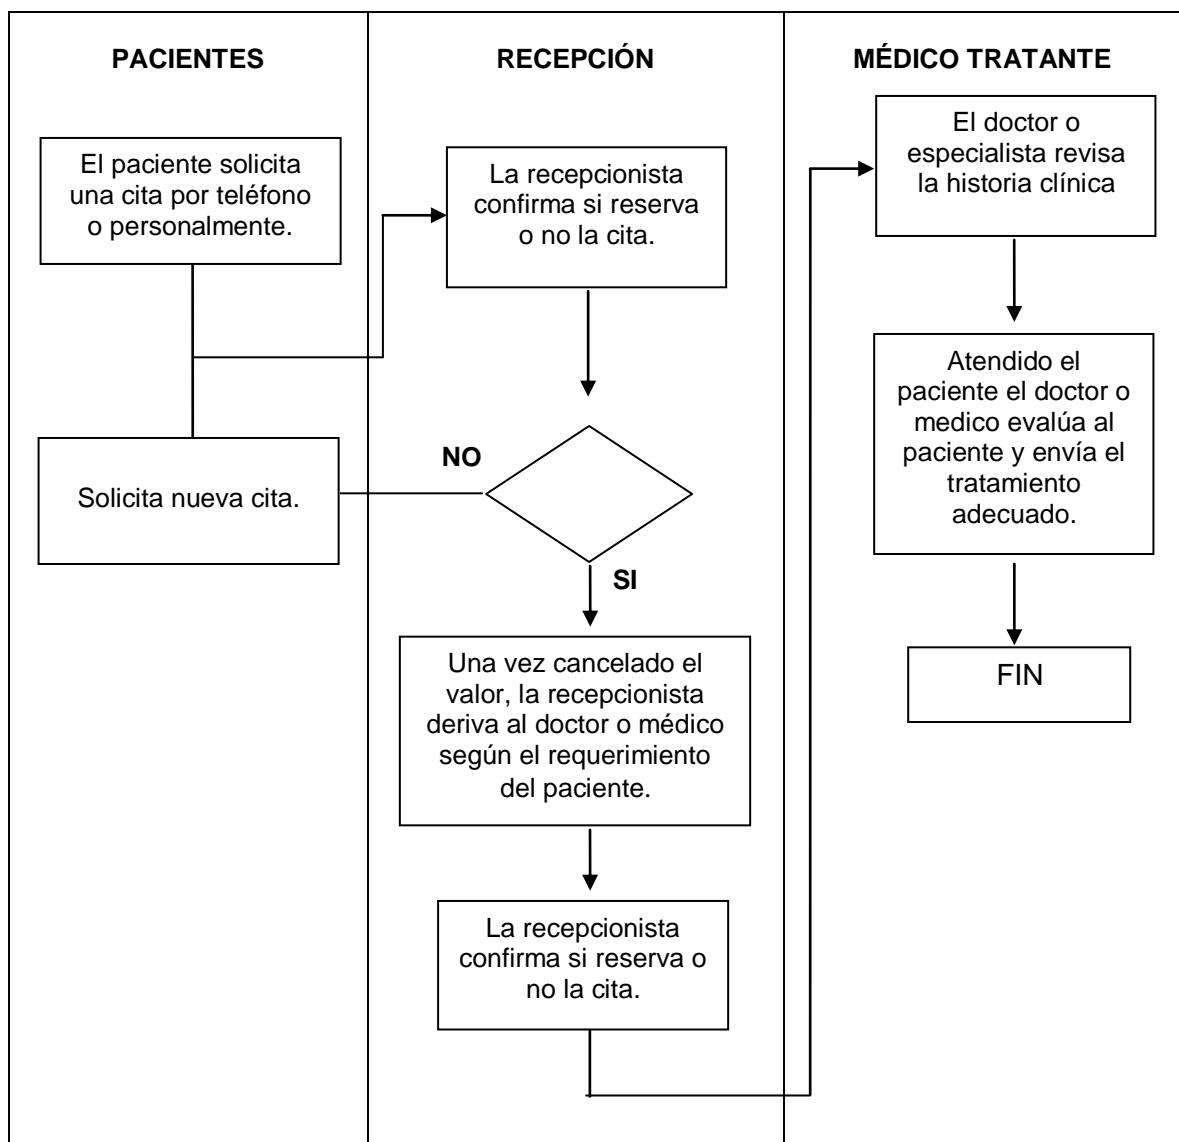 PACIENTES
RECEPCIÓN
MÉDICO TRATANTE
El paciente solicita
una cita por teléfono
o personalmente.
La recepcionista
confirma si reserva
o no la cita.
El doctor o
especialista revisa
la historia clínica
Atendido el
paciente el doctor o
medico evalúa al
paciente y envía el
tratamiento
adecuado.
NO
Solicita nueva cita.
SI
Una vez cancelado el
valor, la recepcionista
deriva al doctor o médico
según el requerimiento
del paciente.
FIN
La recepcionista
confirma si reserva o
no la cita.